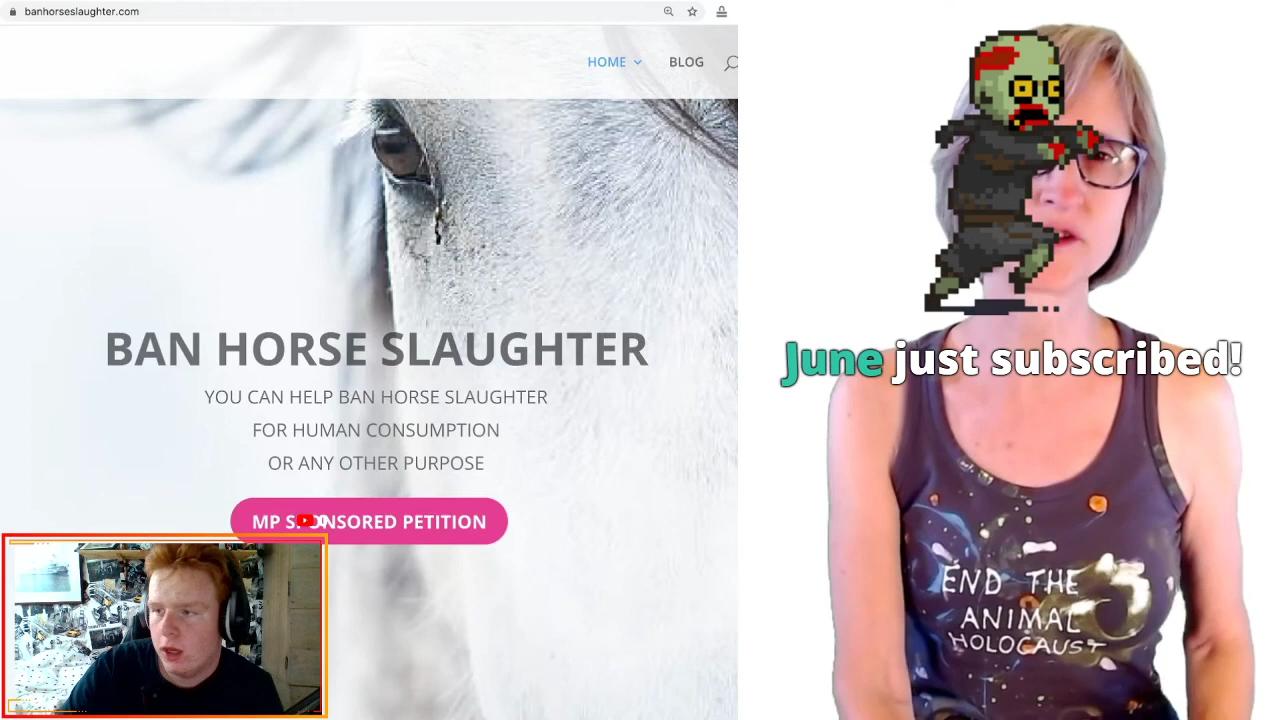 banhorseslaughter.com
HOME
BLOG
BAN HORSE SLAUGHTER
YOU CAN HELP BAN HORSE SLAUGHTER
FOR HUMAN CONSUMPTION
OR ANY OTHER PURPOSE
MP SPONSORED PETITION
June just subscribed!
END THE
ANIMAL
HOLOCAUST